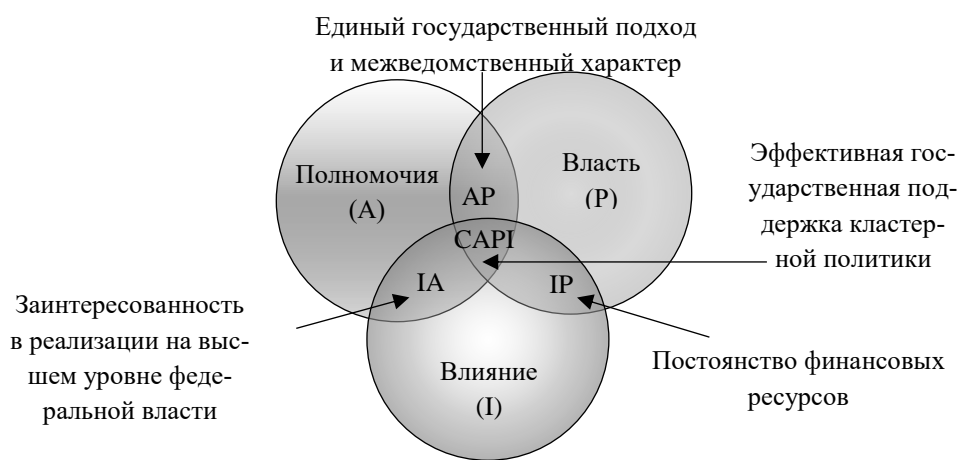 Единый государственный подход
и межведомственный характер
Полномочия
(А)
Власть
(Р)
АР
CAPI
IA
IP
Влияние
(I)
Эффективная гос-
ударственная под-
держка кластер-
ной политики
Заинтересованность
в реализации на выс-
шем уровне феде-
ральной власти
Постоянство финансовых
ресурсов